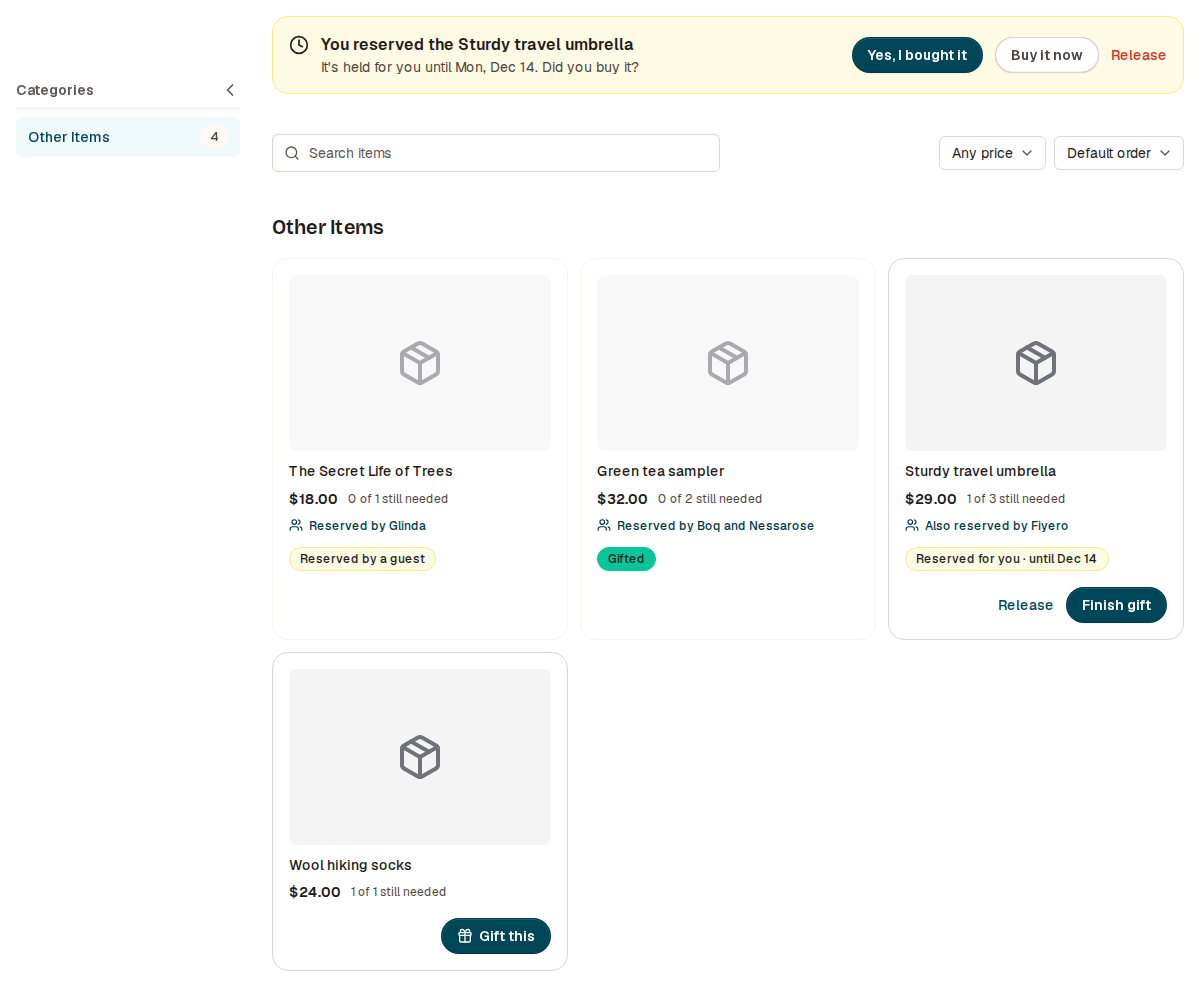 You reserved the Sturdy travel umbrella
It's held for you until Mon, Dec 14. Did you buy it?
Yes, I bought it
Buy it now
Release
Categories
Other Items
4
Search items
Any price
Default order
Other Items
The Secret Life of Trees
$18.00 0 of 1 still needed
Reserved by Glinda
Reserved by a guest
Green tea sampler
$32.00 0 of 2 still needed
Reserved by Boq and Nessarose
Gifted
Sturdy travel umbrella
$29.00 1 of 3 still needed
Also reserved by Fiyero
Reserved for you · until Dec 14
Release
Finish gift
Wool hiking socks
$24.00 1 of 1 still needed
Gift this